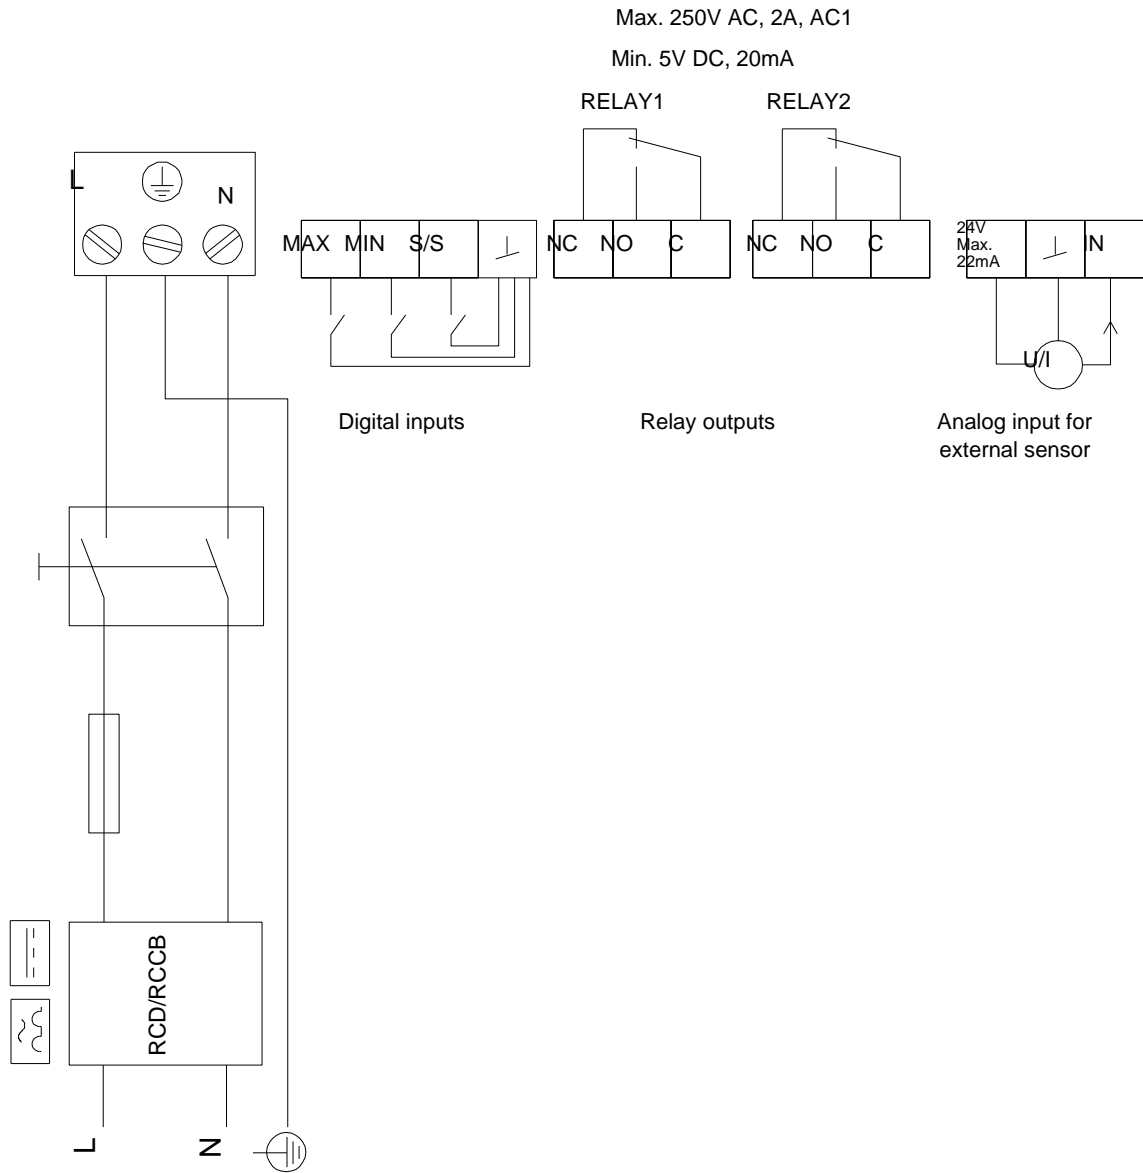 Max. 250V AC, 2A, AC1
Min. 5V DC, 20mA
RELAY1 RELAY2
L N
MAX MIN S/S NC NO C NC NO C 24V Max. 22mA IN
U/I
Digital inputs Relay outputs Analog input for
external sensor
RCD/RCCB
L N